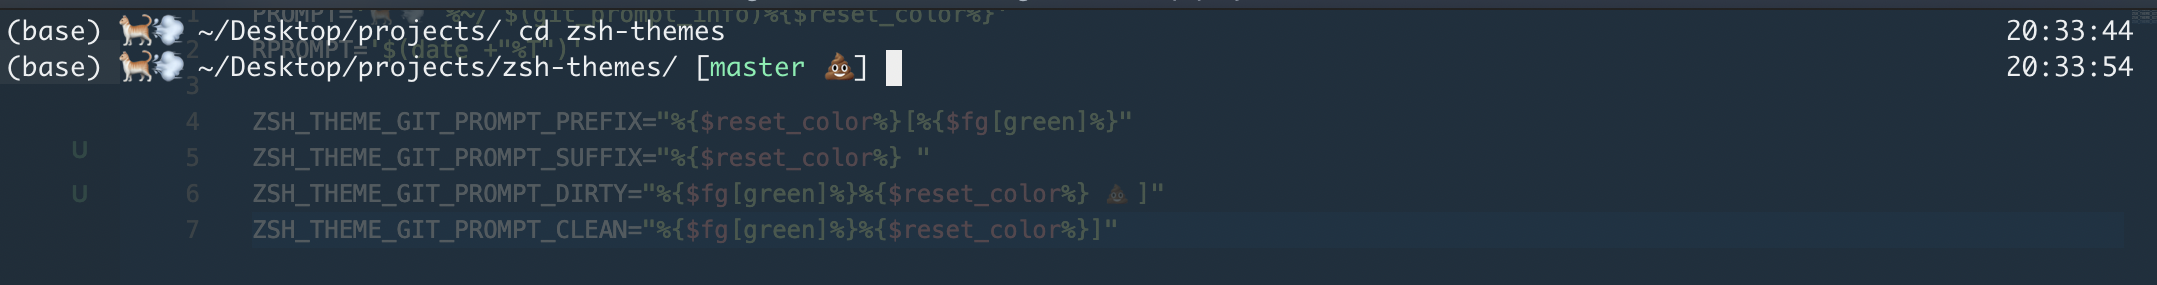 PROMPT='🐈💨 %~/ $(git_prompt_info)%{$reset_color%}'
(base) 🐈💨 ~/Desktop/projects/ cd zsh-themes 20:33:44
2 RPROMPT='$(date +"%T")'
(base) 🐈💨 ~/Desktop/projects/zsh-themes/ [master 💩] 20:33:54
3
4 ZSH_THEME_GIT_PROMPT_PREFIX="%{$reset_color%}[%{$fg[green]%}"
U
5 ZSH_THEME_GIT_PROMPT_SUFFIX="%{$reset_color%} "
U 6 ZSH_THEME_GIT_PROMPT_DIRTY="%{$fg[green]%}%{$reset_color%} 💩 ]"
7 ZSH_THEME_GIT_PROMPT_CLEAN="%{$fg[green]%}%{$reset_color%}]"